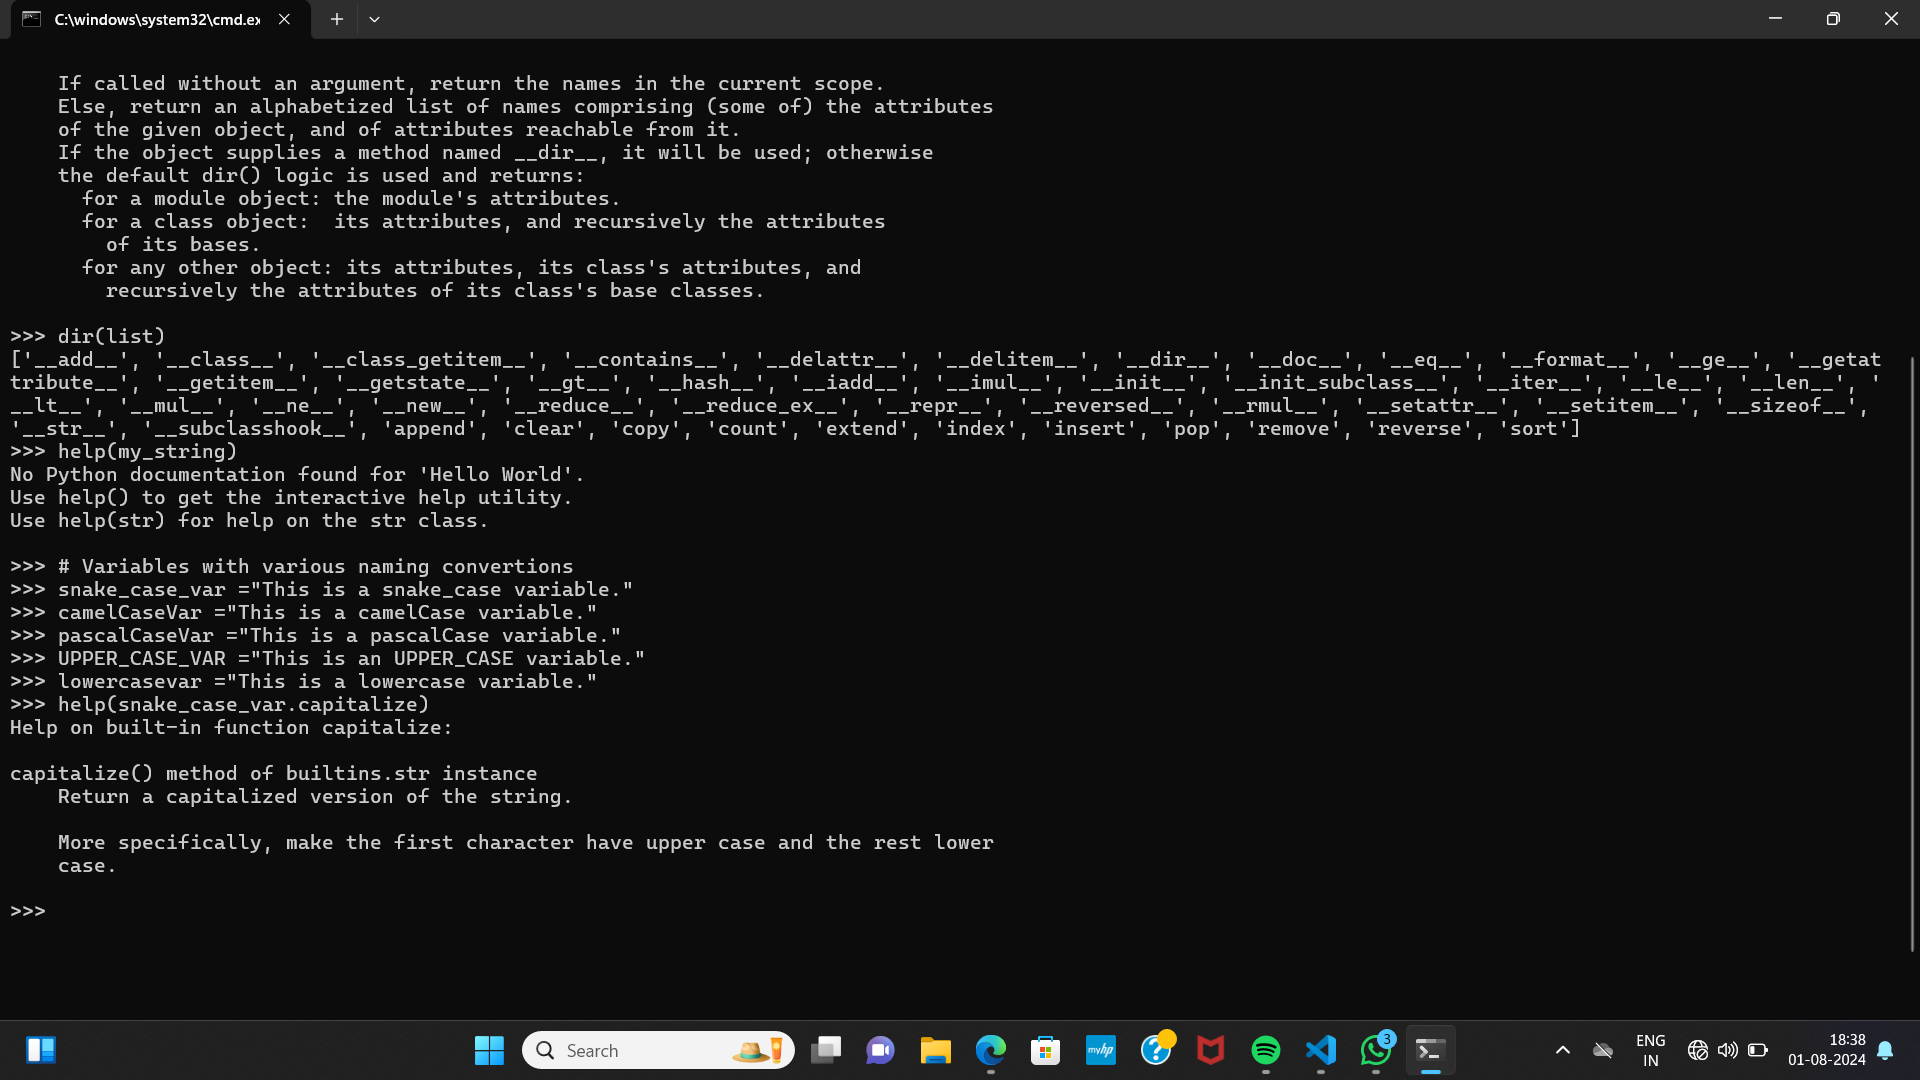 C:\windows\system32\cmd.ex
If called without an argument, return the names in the current scope.
Else, return an alphabetized list of names comprising (some of) the attributes
of the given object, and of attributes reachable from it.
If the object supplies a method named __dir__, it will be used; otherwise
the default dir() logic is used and returns:
for a module object: the module's attributes.
for a class object:  its attributes, and recursively the attributes
of its bases.
for any other object: its attributes, its class's attributes, and
recursively the attributes of its class's base classes.
>>> dir(list)
['__add__', '__class__', '__class_getitem__', '__contains__', '__delattr__', '__delitem__', '__dir__', '__doc__', '__eq__', '__format__', '__ge__', '__getat
tribute__', '__getitem__', '__getstate__', '__gt__', '__hash__', '__iadd__', '__imul__', '__init__', '__init_subclass__', '__iter__', '__le__', '__len__', '
__lt__', '__mul__', '__ne__', '__new__', '__reduce__', '__reduce_ex__', '__repr__', '__reversed__', '__rmul__', '__setattr__', '__setitem__', '__sizeof__',
'__str__', '__subclasshook__', 'append', 'clear', 'copy', 'count', 'extend', 'index', 'insert', 'pop', 'remove', 'reverse', 'sort']
>>> help(my_string)
No Python documentation found for 'Hello World'.
Use help() to get the interactive help utility.
Use help(str) for help on the str class.
>>> # Variables with various naming convertions
>>> snake_case_var ="This is a snake_case variable."
>>> camelCaseVar ="This is a camelCase variable."
>>> pascalCaseVar ="This is a pascalCase variable."
>>> UPPER_CASE_VAR ="This is an UPPER_CASE variable."
>>> lowercasevar ="This is a lowercase variable."
>>> help(snake_case_var.capitalize)
Help on built-in function capitalize:
capitalize() method of builtins.str instance
Return a capitalized version of the string.
More specifically, make the first character have upper case and the rest lower
case.
>>>
Search
myhp
3
ENG
IN
18:38
01-08-2024